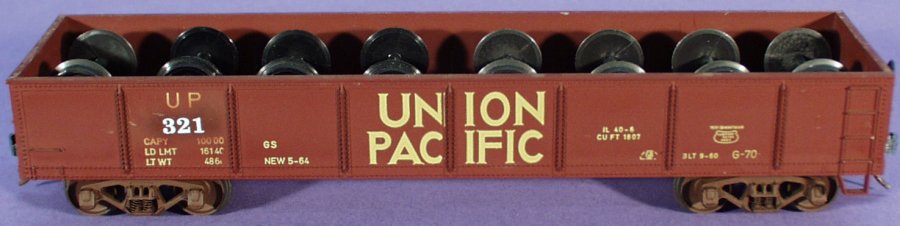 UP
321
CAPY 100000
LD LMT 16140
LT WT 486
GS
NEW 5-64
UNION
PACIFIC
IL 40-6
CU FT 1807
BLT 9-60 G-70